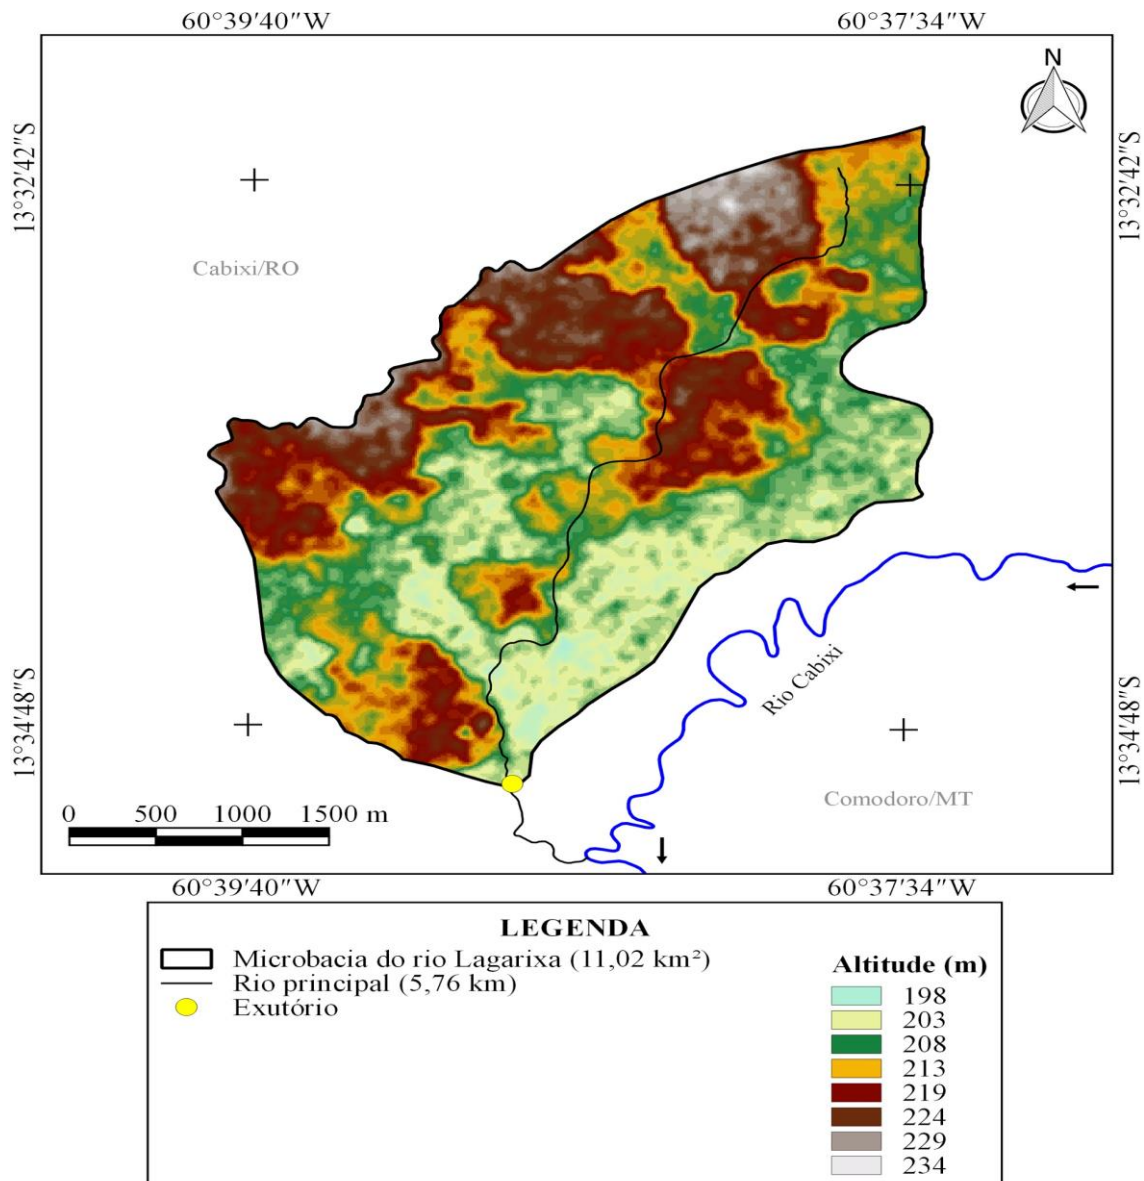 60°39'40"W 60°37'34"W
N
13°32'42"S 13°32'42"S
Cabixi/RO
Rio Cabixi
13°34'48"S 13°34'48"S
Comodoro/MT
0 500 1000 1500 m
60°39'40"W 60°37'34"W
LEGENDA
Microbacia do rio Lagarixa (11,02 km²)
Rio principal (5,76 km)
Exutório
Altitude (m)
198
203
208
213
219
224
229
234